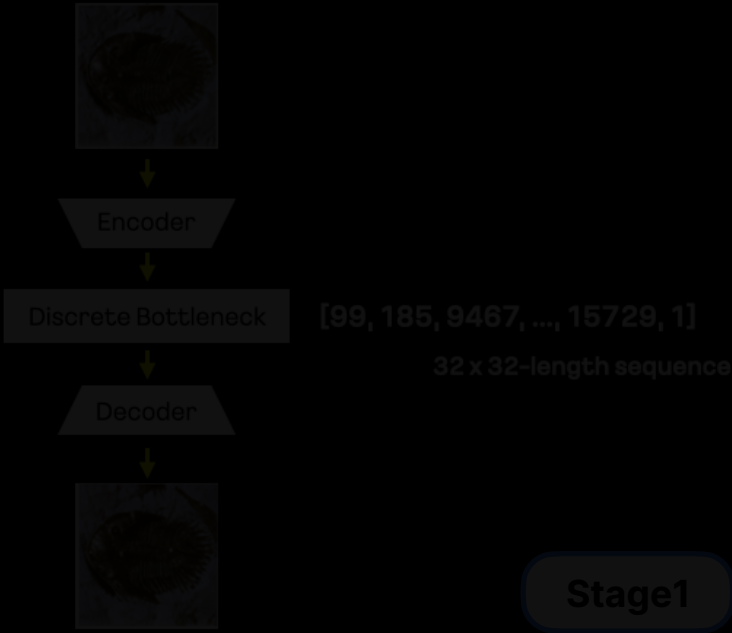 Encoder
Discrete Bottleneck
[99, 185, 9467, ..., 15729, 1]
32 x 32-length sequence
Decoder
Stage1